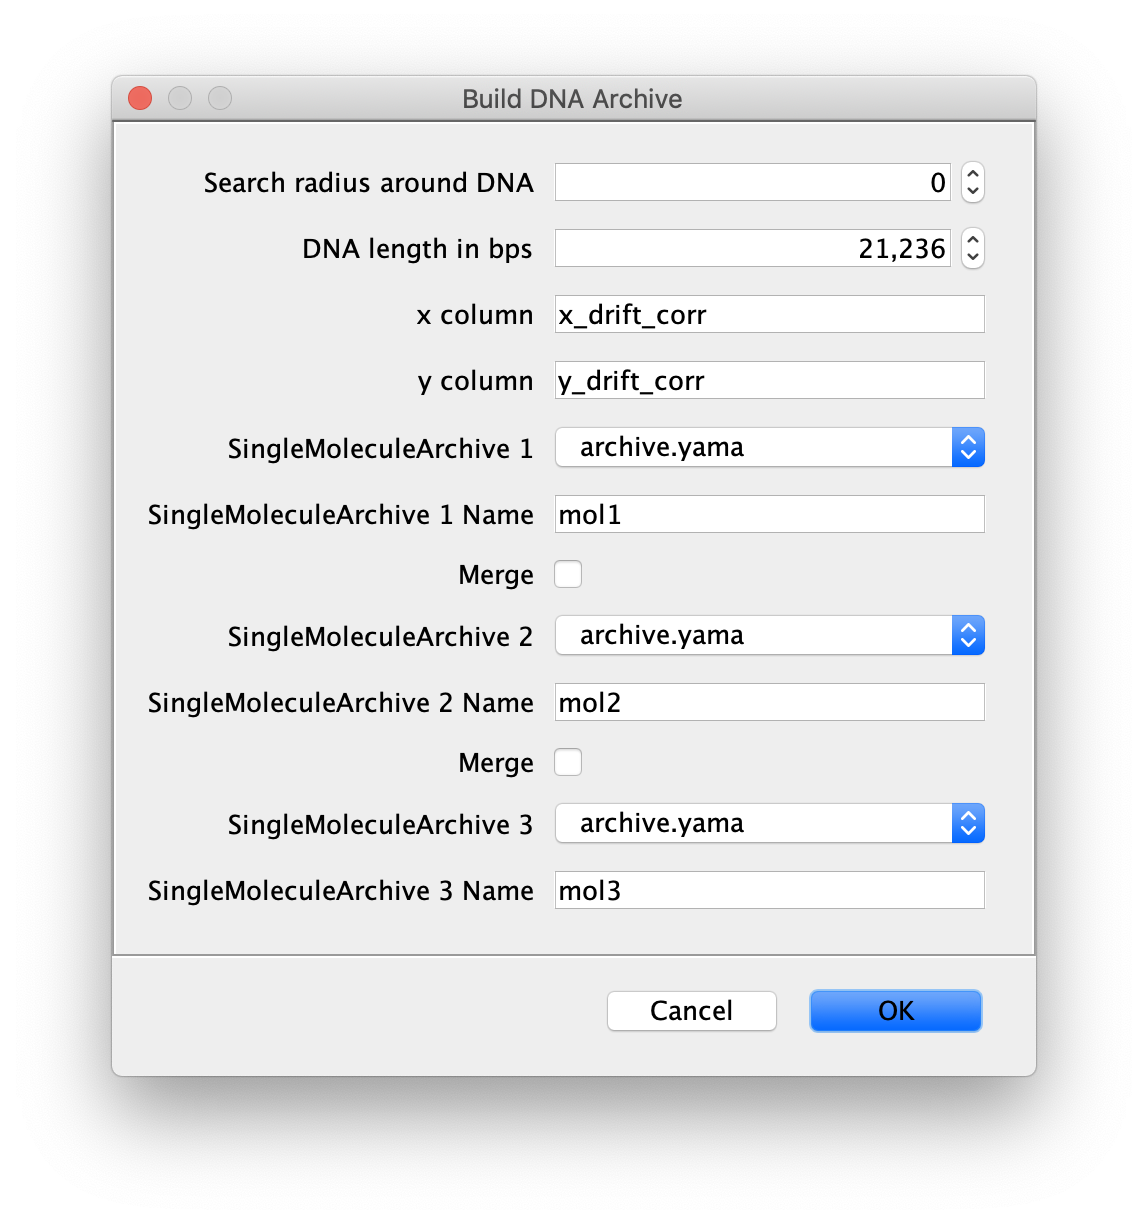 Build DNA Archive
Search radius around DNA 0
DNA length in bps 21,236
x column x_drift_corr
y column y_drift_corr
SingleMoleculeArchive 1 archive.yama
SingleMoleculeArchive 1 Name mol1
Merge
SingleMoleculeArchive 2 archive.yama
SingleMoleculeArchive 2 Name mol2
Merge
SingleMoleculeArchive 3 archive.yama
SingleMoleculeArchive 3 Name mol3
Cancel OK